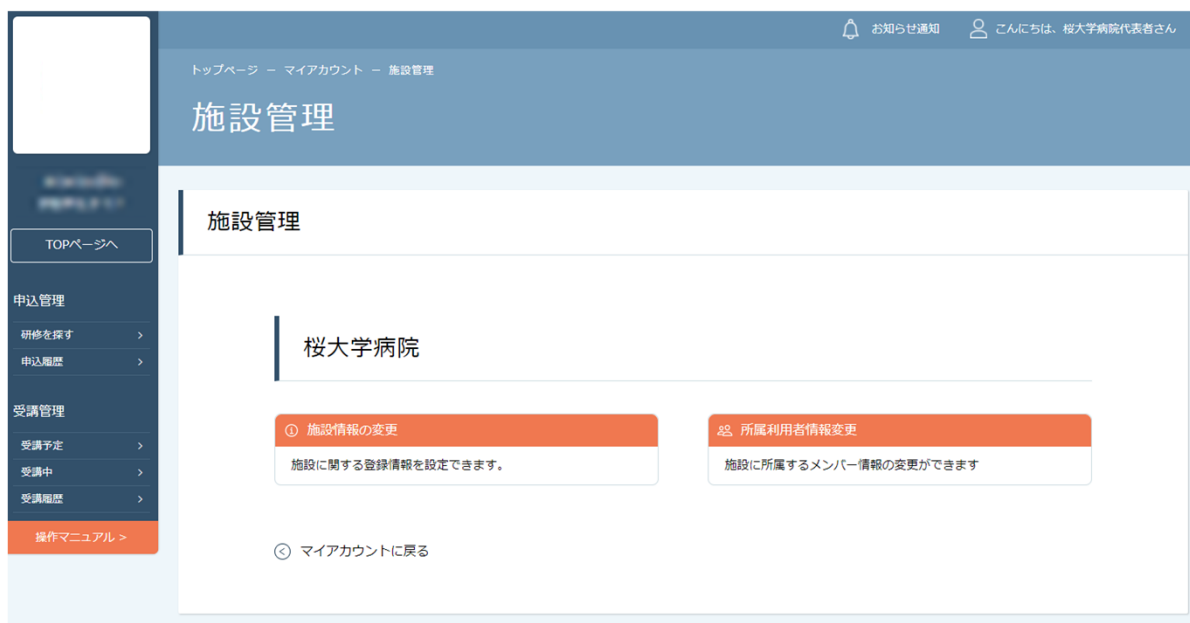 お知らせ通知
こんにちは、桜大学病院代表者さん
トップページ － マイアカウント － 施設管理
施設管理
TOPページへ
申込管理
研修を探す
申込履歴
受講管理
受講予定
受講中
受講履歴
操作マニュアル >
施設管理
桜大学病院
施設情報の変更
施設に関する登録情報を設定できます。
所属利用者情報変更
施設に所属するメンバー情報の変更ができます
マイアカウントに戻る